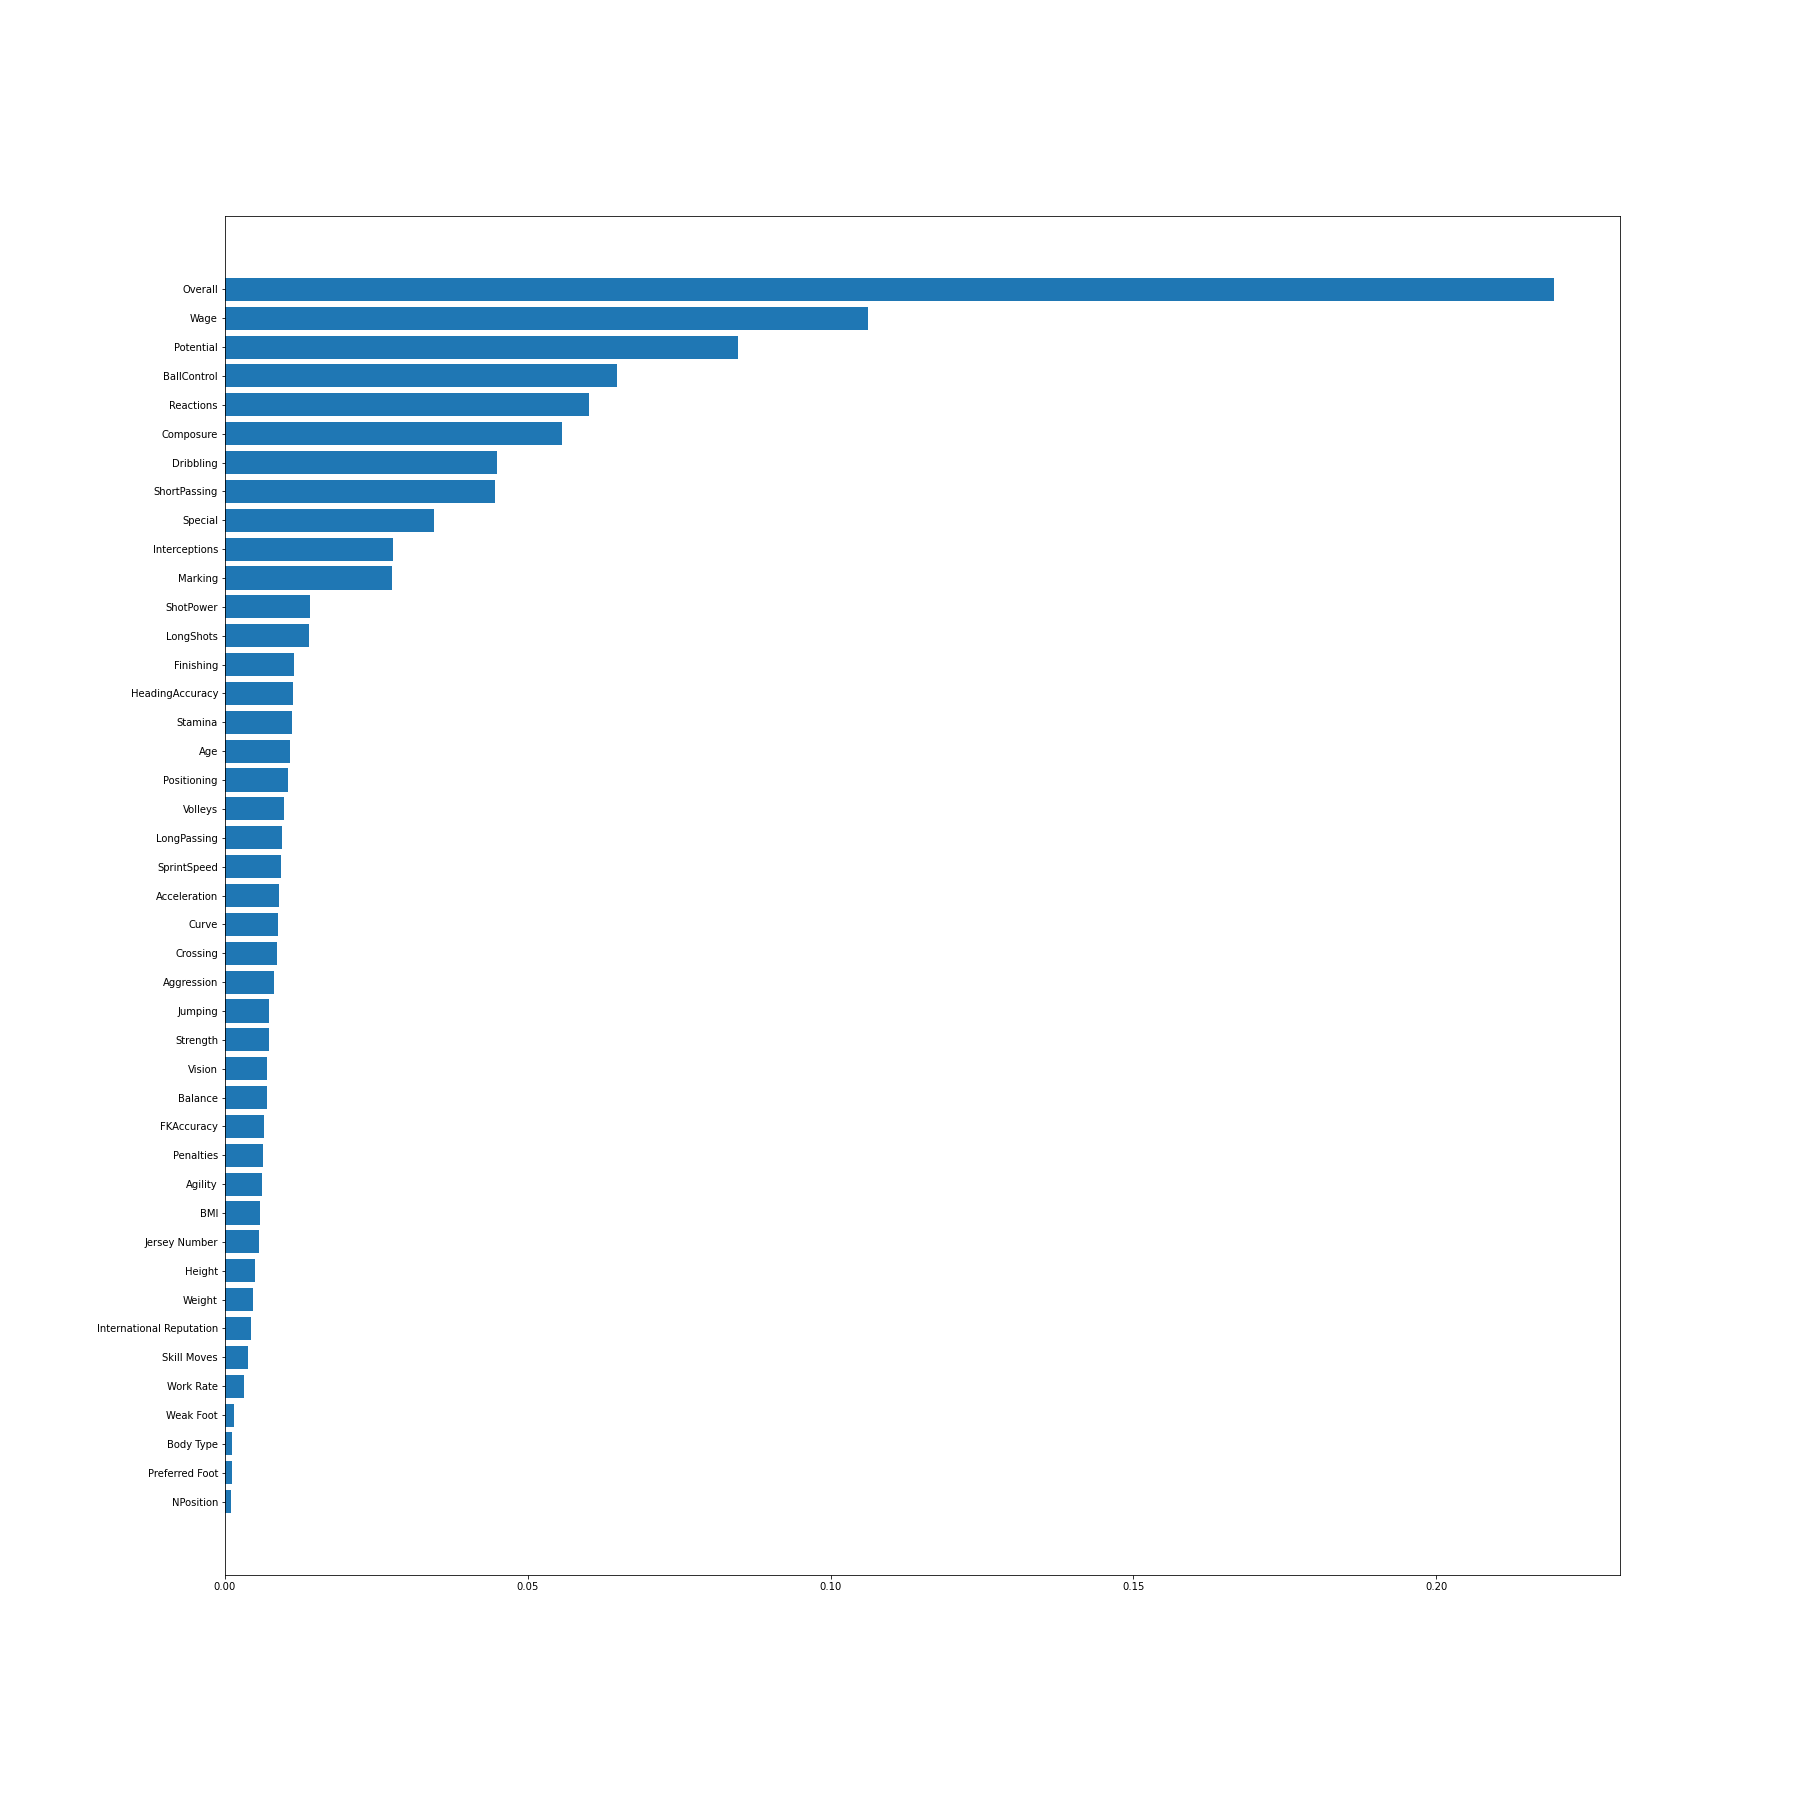 Overall
Wage
Potential
BallControl
Reactions
Composure
Dribbling
ShortPassing
Special
Interceptions
Marking
ShotPower
LongShots
Finishing
HeadingAccuracy
Stamina
Age
Positioning
Volleys
LongPassing
SprintSpeed
Acceleration
Curve
Crossing
Aggression
Jumping
Strength
Vision
Balance
FKAccuracy
Penalties
Agility
BMI
Jersey Number
Height
Weight
International Reputation
Skill Moves
Work Rate
Weak Foot
Body Type
Preferred Foot
NPosition
0.00 0.05 0.10 0.15 0.20